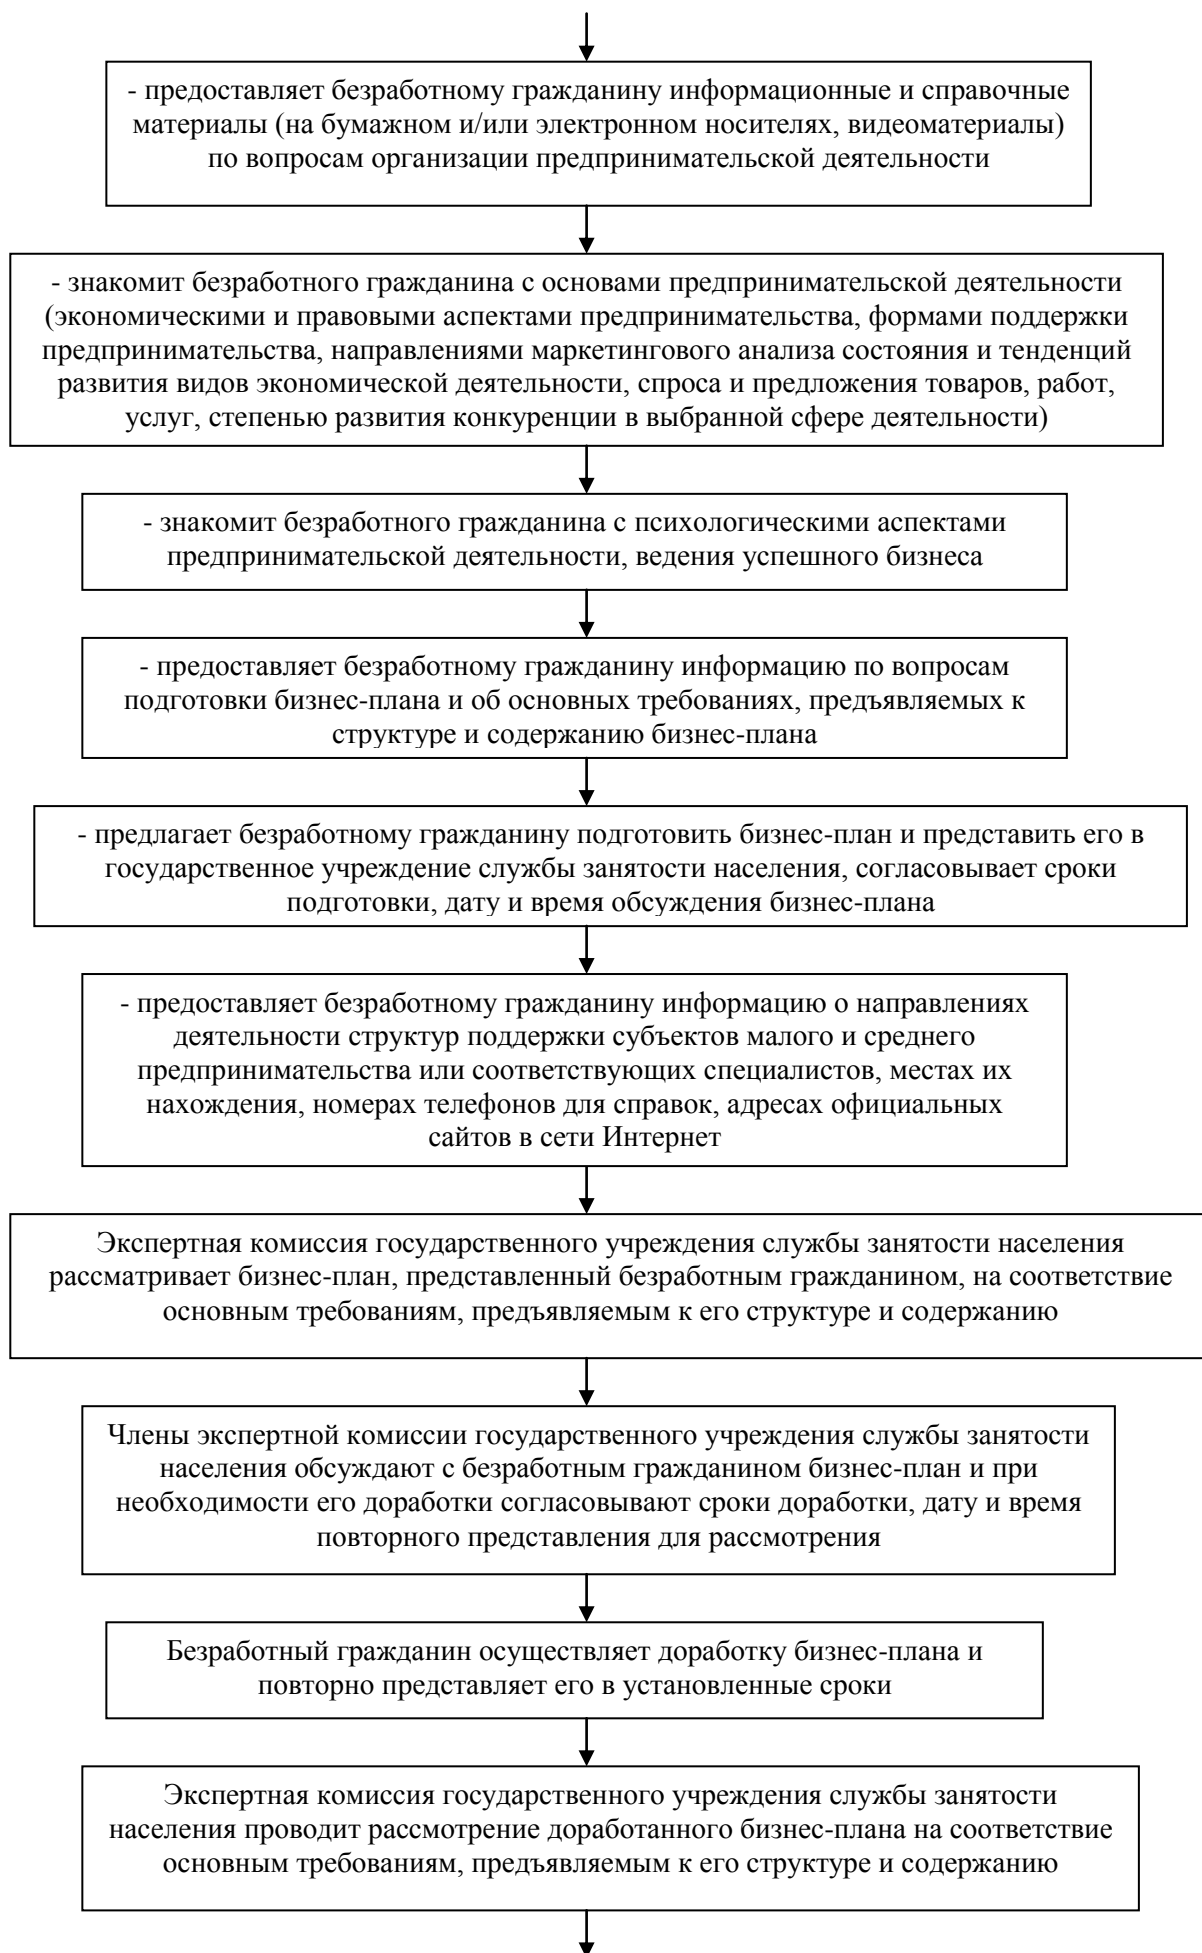 - предоставляет безработному гражданину информационные и справочные
материалы (на бумажном и/или электронном носителях, видеоматериалы)
по вопросам организации предпринимательской деятельности
- знакомит безработного гражданина с основами предпринимательской деятельности
(экономическими и правовыми аспектами предпринимательства, формами поддержки
предпринимательства, направлениями маркетингового анализа состояния и тенденций
развития видов экономической деятельности, спроса и предложения товаров, работ,
услуг, степенью развития конкуренции в выбранной сфере деятельности)
- знакомит безработного гражданина с психологическими аспектами
предпринимательской деятельности, ведения успешного бизнеса
- предоставляет безработному гражданину информацию по вопросам
подготовки бизнес-плана и об основных требованиях, предъявляемых к
структуре и содержанию бизнес-плана
- предлагает безработному гражданину подготовить бизнес-план и представить его в
государственное учреждение службы занятости населения, согласовывает сроки
подготовки, дату и время обсуждения бизнес-плана
- предоставляет безработному гражданину информацию о направлениях
деятельности структур поддержки субъектов малого и среднего
предпринимательства или соответствующих специалистов, местах их
нахождения, номерах телефонов для справок, адресах официальных
сайтов в сети Интернет
Экспертная комиссия государственного учреждения службы занятости населения
рассматривает бизнес-план, представленный безработным гражданином, на соответствие
основным требованиям, предъявляемым к его структуре и содержанию
Члены экспертной комиссии государственного учреждения службы занятости
населения обсуждают с безработным гражданином бизнес-план и при
необходимости его доработки согласовывают сроки доработки, дату и время
повторного представления для рассмотрения
Безработный гражданин осуществляет доработку бизнес-плана и
повторно представляет его в установленные сроки
Экспертная комиссия государственного учреждения службы занятости
населения проводит рассмотрение доработанного бизнес-плана на соответствие
основным требованиям, предъявляемым к его структуре и содержанию